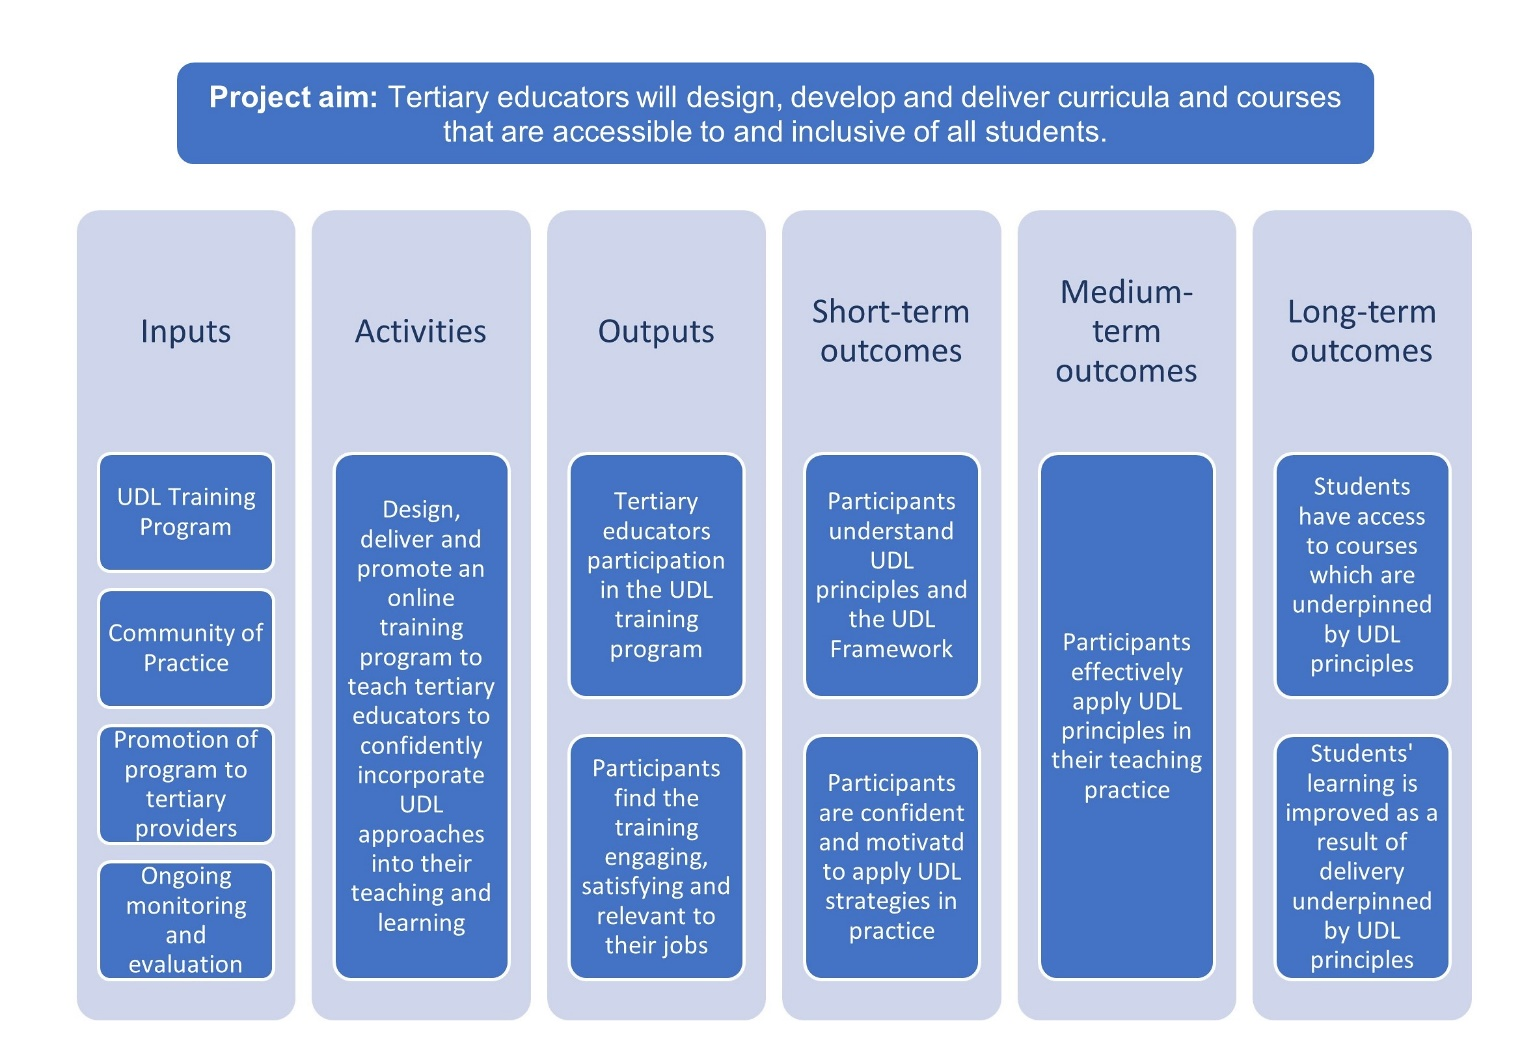 Project aim: Tertiary educators will design, develop and deliver curricula and courses
that are accessible to and inclusive of all students.
Inputs
UDL Training
Program
Community of
Practice
Promotion of
program to
tertiary
providers
Ongoing
monitoring
and
evaluation
Activities
Design,
deliver and
promote an
online
training
program to
teach tertiary
educators to
confidently
incorporate
UDL
approaches
into their
teaching and
learning
Outputs
Tertiary
educators
participation
in the UDL
training
program
Participants
find the
training
engaging,
satisfying and
relevant to
their jobs
Short-term
outcomes
Participants
understand
UDL
principles and
the UDL
Framework
Participants
are confident
and motivatd
to apply UDL
strategies in
practice
Medium-
term
outcomes
Participants
effectively
apply UDL
principles in
their teaching
practice
Long-term
outcomes
Students
have access
to courses
which are
underpinned
by UDL
principles
Students'
learning is
improved as a
result of
delivery
underpinned
by UDL
principles